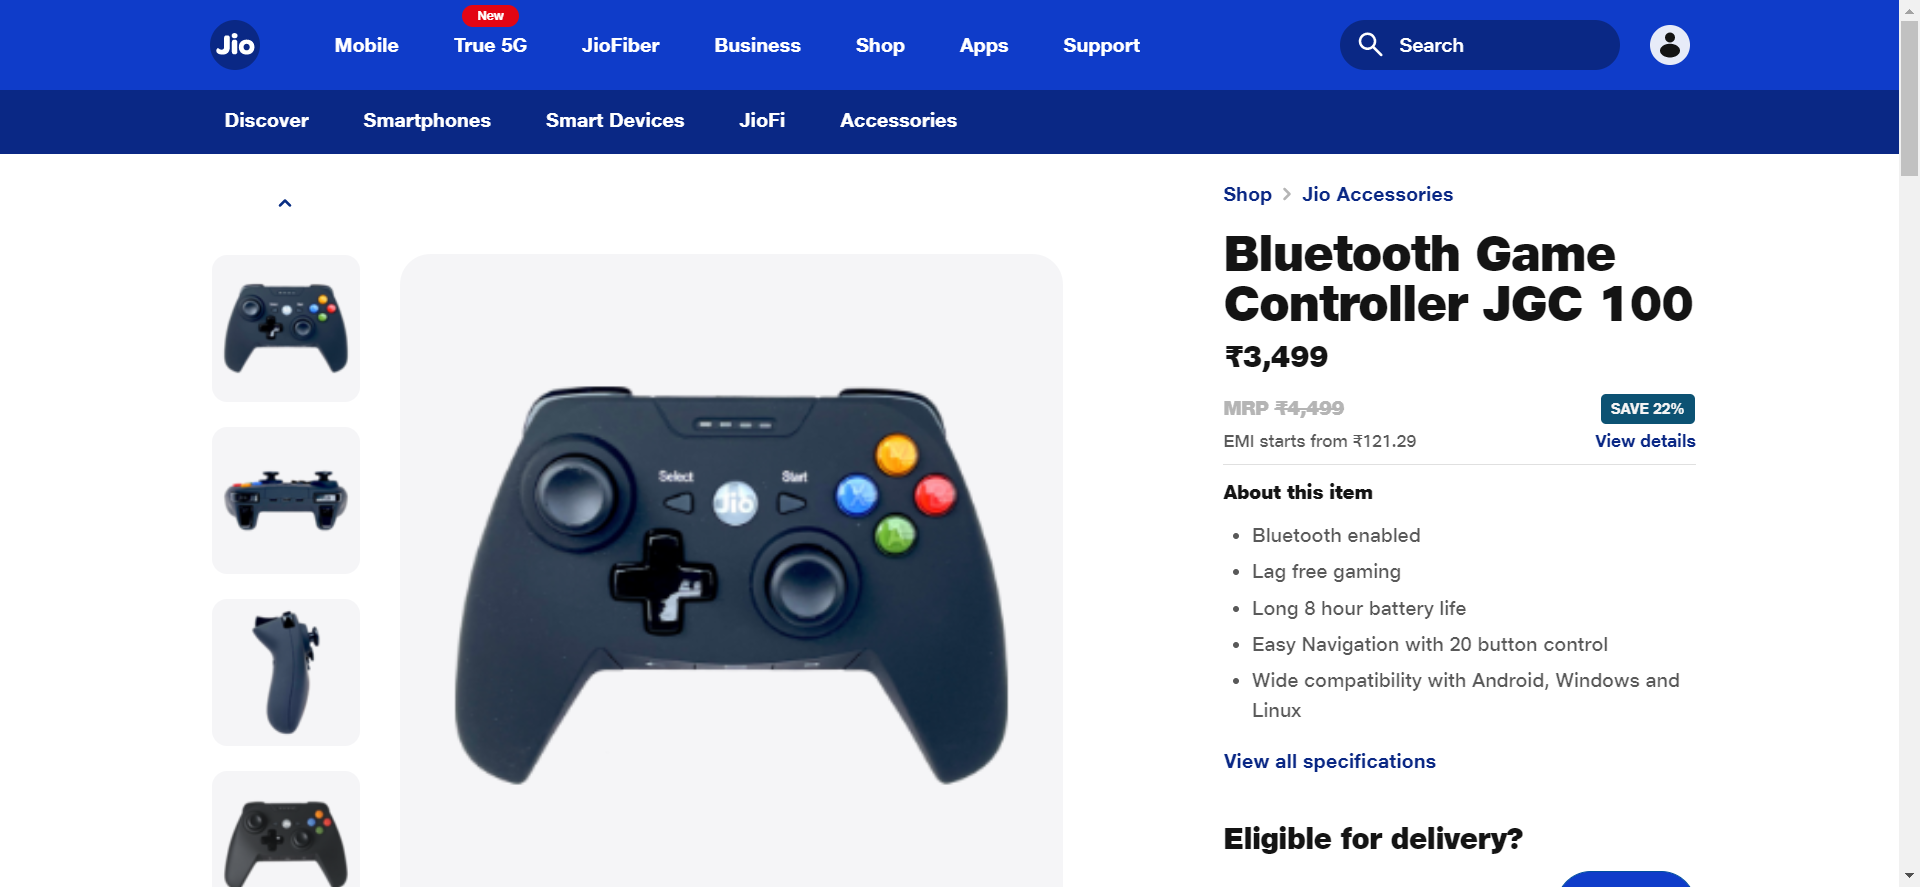 New
Jio
Mobile
True 5G
JioFiber
Business
Shop
Apps
Support
Search
Discover
Smartphones
Smart Devices
JioFi
Accessories
Shop
Jio Accessories
Bluetooth Game
Controller JGC 100
₹3,499
MRP ₹4,499
SAVE 22%
EMI starts from ₹121.29
View details
About this item
Bluetooth enabled
Lag free gaming
Long 8 hour battery life
Easy Navigation with 20 button control
Wide compatibility with Android, Windows and
Linux
View all specifications
Eligible for delivery?
Select
Start
Jio
X
A